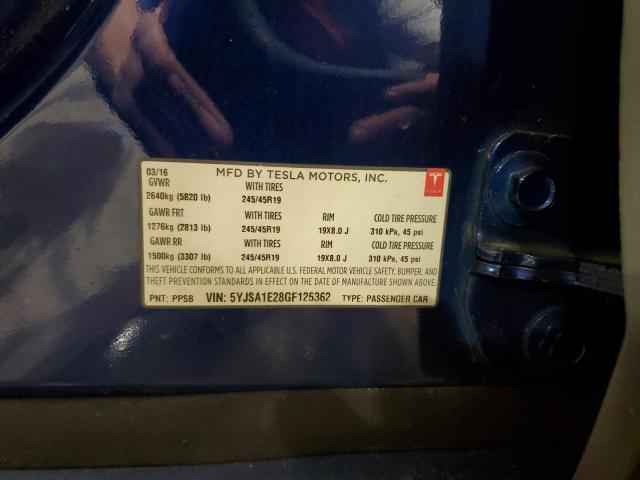 03/16 MFD BY TESLA MOTORS, INC.
GVWR WITH TIRES
2640kg (5820 lb) 245/45R19 TESLA
GAWR FRT WITH TIRES RIM COLD TIRE PRESSURE
1276kg (2813 lb) 245/45R19 19X8.0 J 310 kPa, 45 psi
GAWR RR WITH TIRES RIM COLD TIRE PRESSURE
1500kg (3307 lb) 245/45R19 19X8.0 J 310 kPa, 45 psi
THIS VEHICLE CONFORMS TO ALL APPLICABLE U.S. FEDERAL MOTOR VEHICLE SAFETY, BUMPER, AND
THEFT PREVENTION STANDARDS IN EFFECT ON THE DATE OF MANUFACTURE SHOWN ABOVE.
PNT: PPSB VIN: 5YJSA1E28GF125362 TYPE: PASSENGER CAR